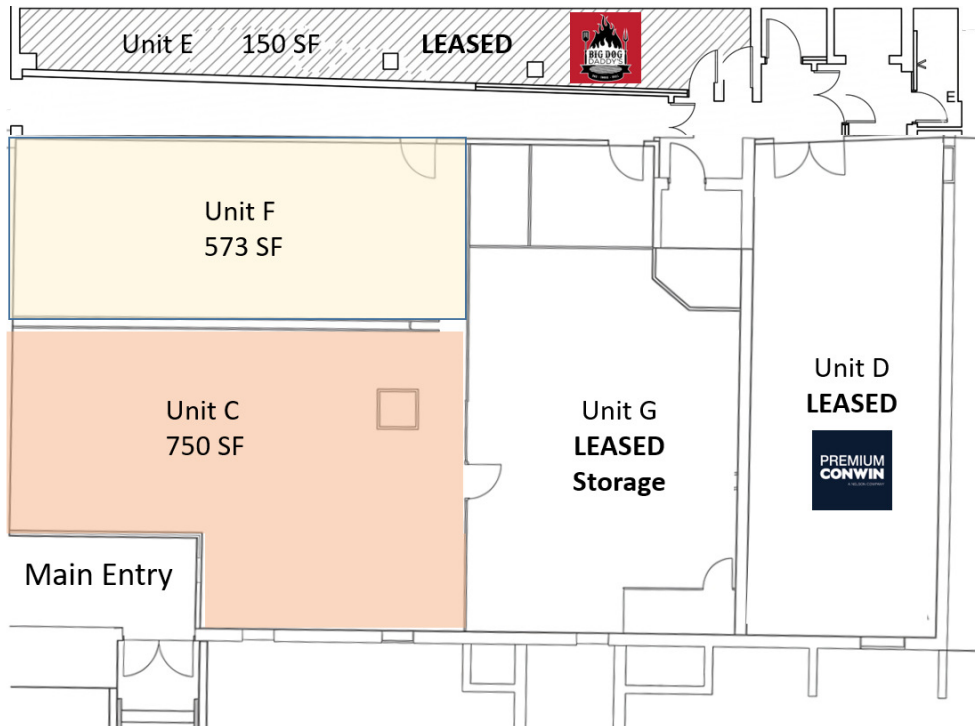 Unit E 150 SF LEASED
BIG DOG
DADDY'S
E
Unit F
573 SF
Unit D
LEASED
Unit C
750 SF
Unit G
LEASED
Storage
PREMIUM
CONWIN
Main Entry